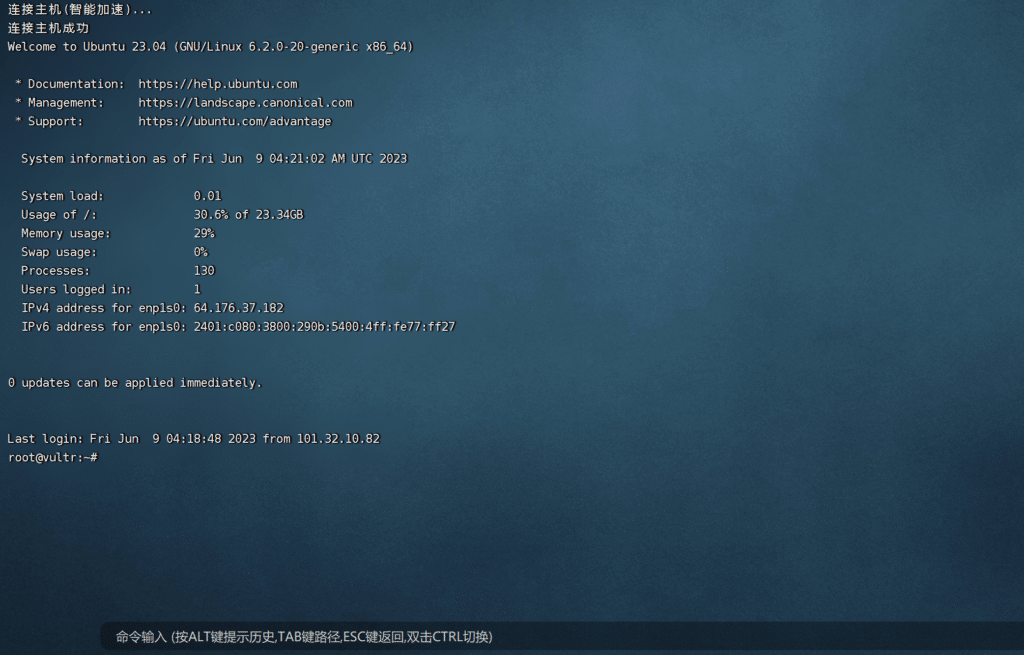 连接主机(智能加速)...
连接主机成功
Welcome to Ubuntu 23.04 (GNU/Linux 6.2.0-20-generic x86_64)
* Documentation:  https://help.ubuntu.com
* Management:     https://landscape.canonical.com
* Support:        https://ubuntu.com/advantage
System information as of Fri Jun  9 04:21:02 AM UTC 2023
System load:             0.01
Usage of /:              30.6% of 23.34GB
Memory usage:            29%
Swap usage:              0%
Processes:               130
Users logged in:         1
IPv4 address for enp1s0: 64.176.37.182
IPv6 address for enp1s0: 2401:c080:3800:290b:5400:4ff:fe77:ff27
0 updates can be applied immediately.
Last login: Fri Jun  9 04:18:48 2023 from 101.32.10.82
root@vultr:~#
命令输入 (按ALT键提示历史,TAB键路径,ESC键返回,双击CTRL切换)